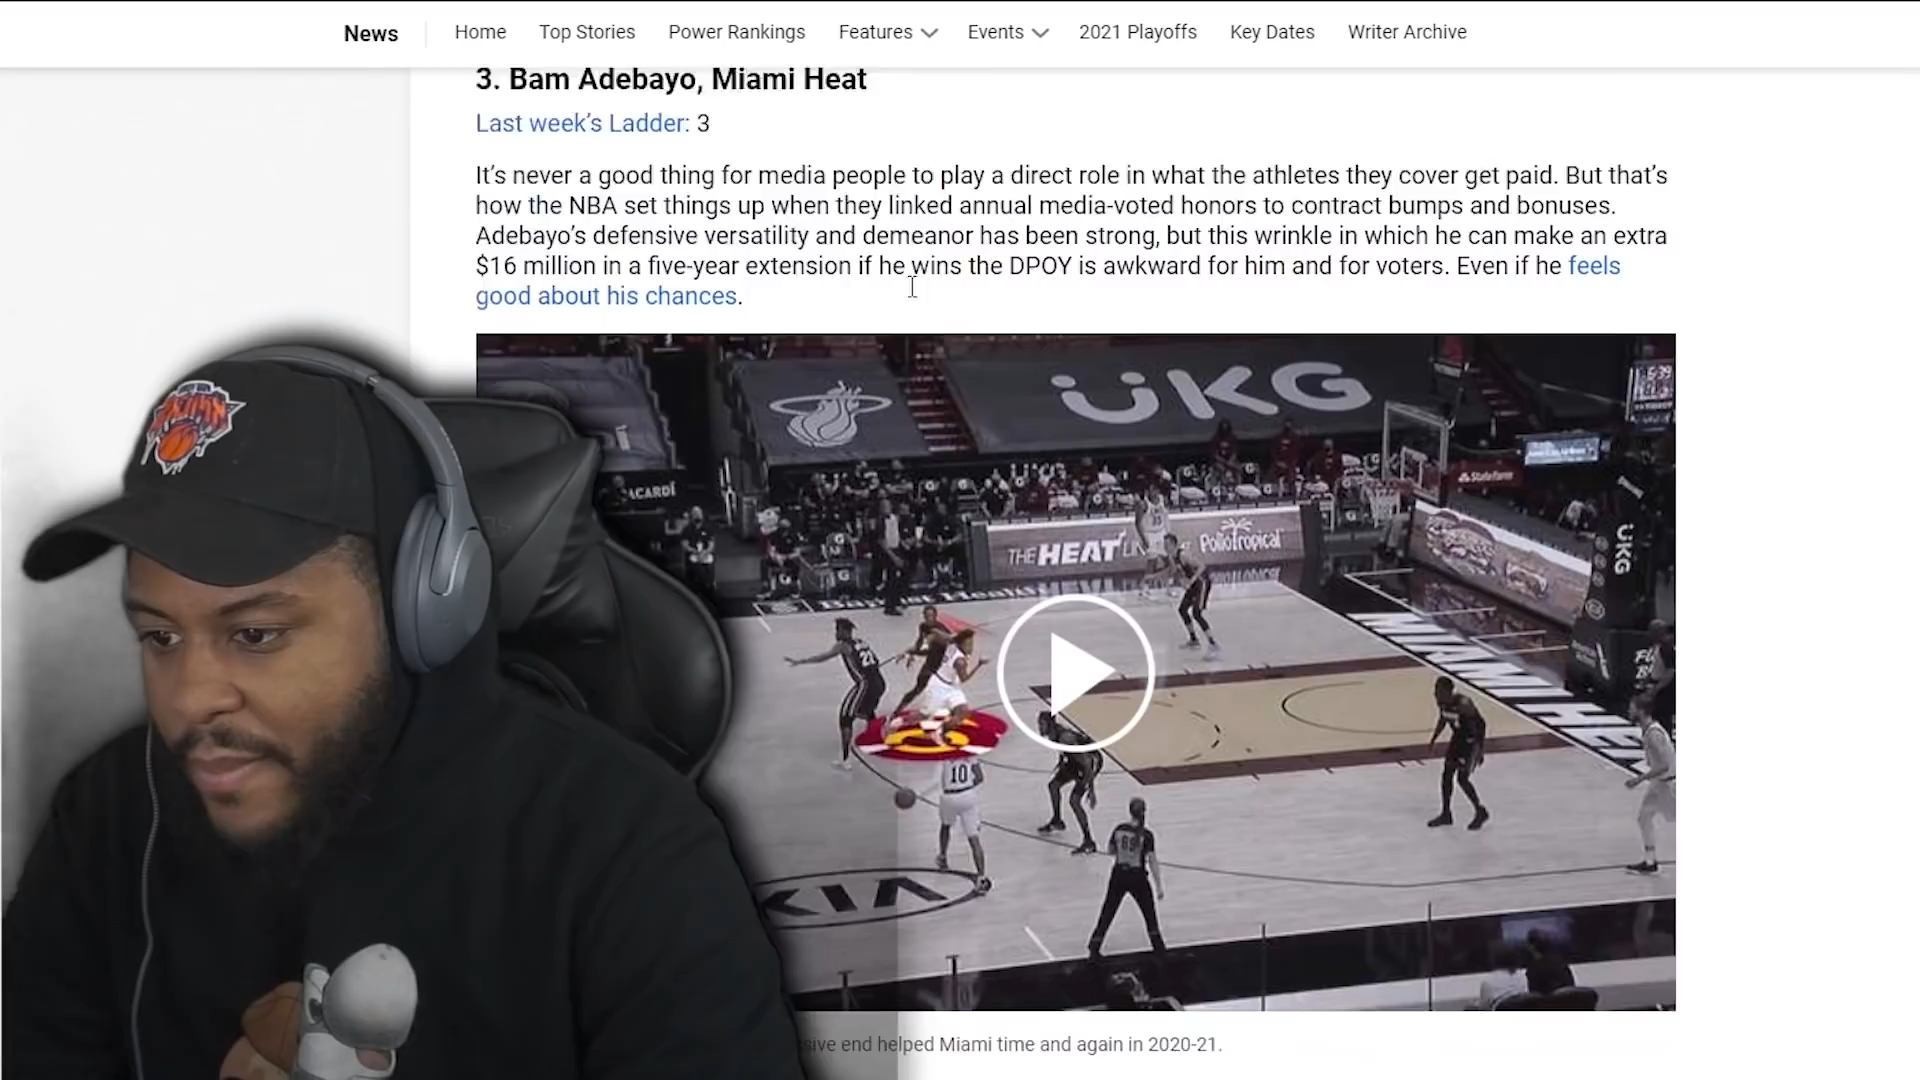 News Home Top Stories Power Rankings Features Events 2021 Playoffs Key Dates Writer Archive
3. Bam Adebayo, Miami Heat
Last week's Ladder: 3
It's never a good thing for media people to play a direct role in what the athletes they cover get paid. But that's
how the NBA set things up when they linked annual media-voted honors to contract bumps and bonuses.
Adebayo's defensive versatility and demeanor has been strong, but this wrinkle in which he can make an extra
$16 million in a five-year extension if he wins the DPOY is awkward for him and for voters. Even if he feels
good about his chances.
UKG
StateFarm
THE HEAT
Pollo Tropical
UKG
MIAMI HEA
10
69
KIA
end helped Miami time and again in 2020-21.